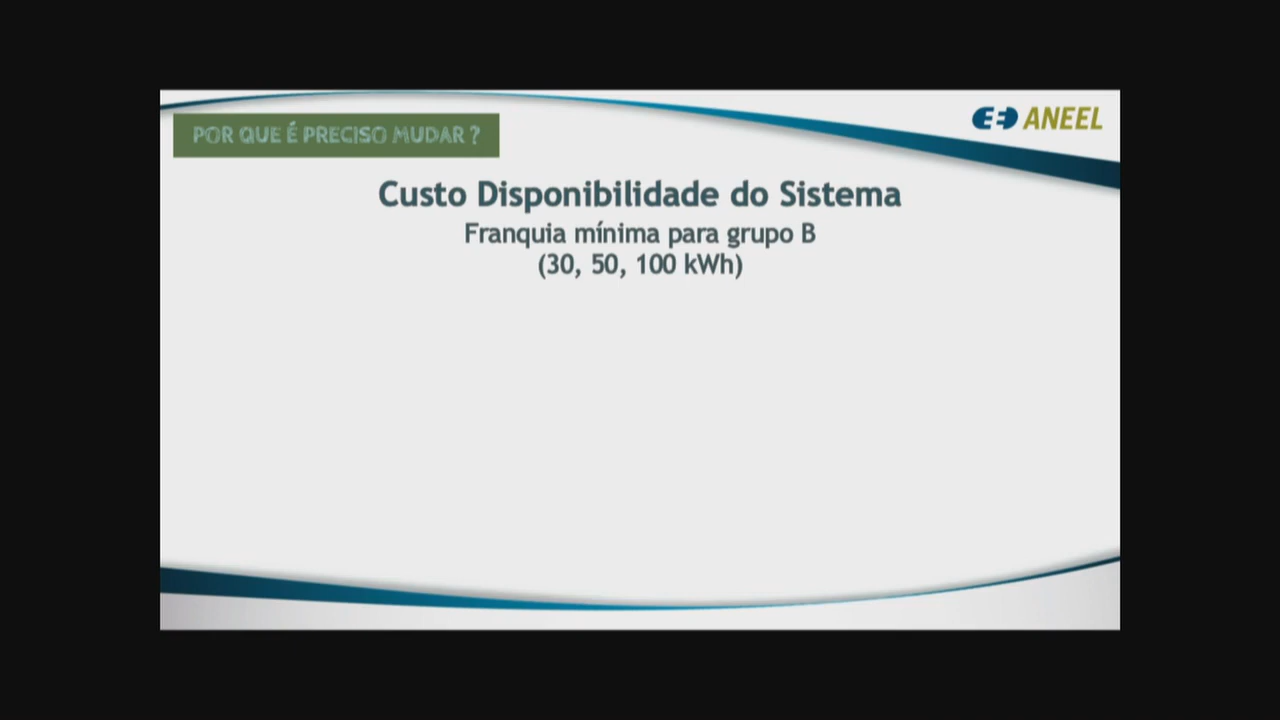 POR QUE É PRECISO MUDAR ?
ANEEL
Custo Disponibilidade do Sistema
Franquia mínima para grupo B
(30, 50, 100 kWh)